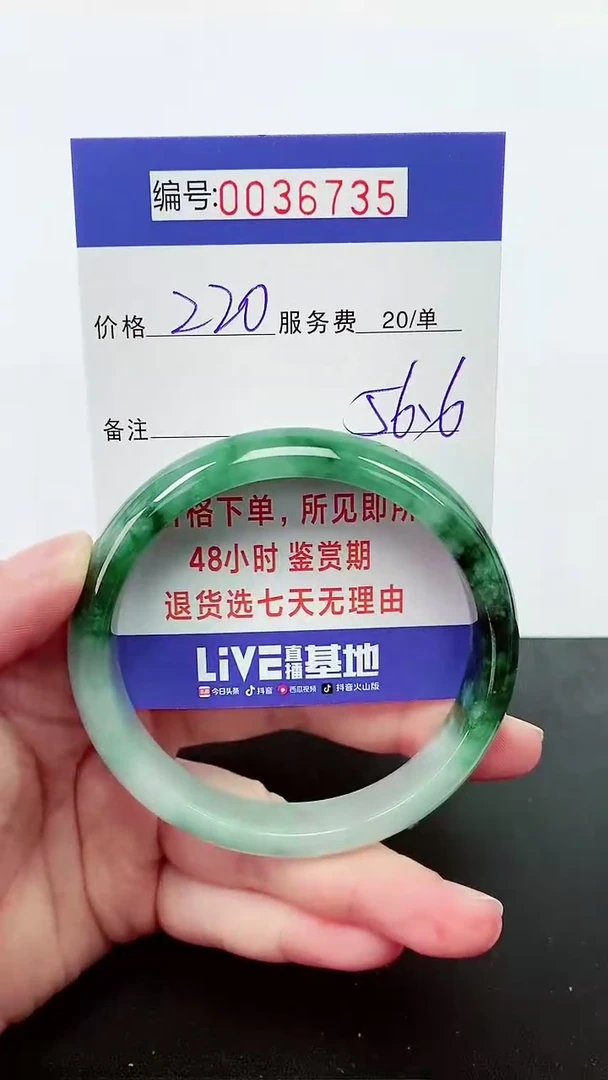 编号:0036735
价格 220 服务费 20/单
备注 56、6
格下单，所见即所
48小时 鉴赏期
退货选七天无理由
LiVE直播基地
头条 今日头条 抖音 西瓜视频 抖音火山版